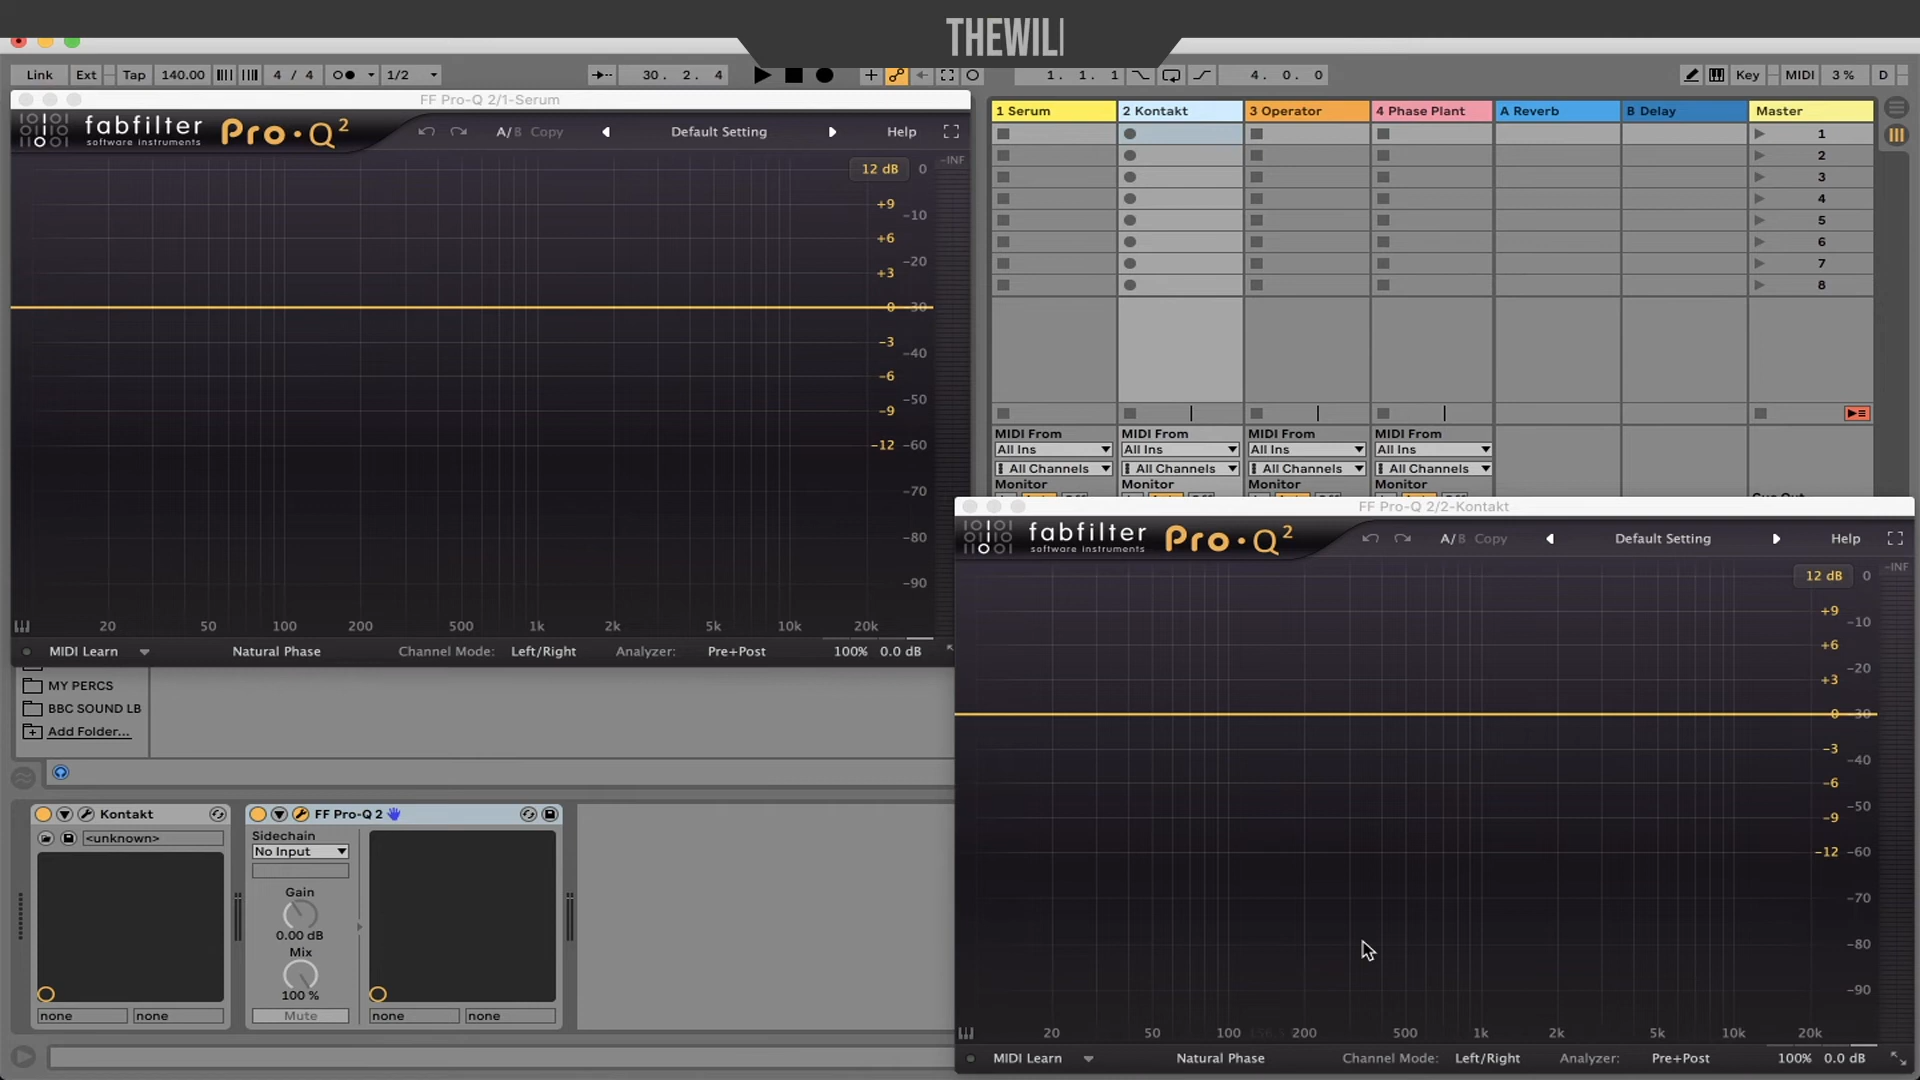 THEWILI
Link Ext Tap 140.00 4 / 4 1/2 30. 2. 4 1. 1. 1 4. 0. 0 Key MIDI 3 % D
FF Pro-Q 2/1-Serum
fabfilter Pro·Q 2
software instruments
A/B Copy Default Setting Help
-INF
12 dB 0
+9 -10
+6 -20
+3
0 -30
-3 -40
-6
-9 -50
-12 -60
-70
-80
-90
20 50 100 200 500 1k 2k 5k 10k 20k
MIDI Learn Natural Phase Channel Mode: Left/Right Analyzer: Pre+Post 100% 0.0 dB
1 Serum 2 Kontakt 3 Operator 4 Phase Plant A Reverb B Delay Master
1
2
3
4
5
6
7
8
MIDI From MIDI From MIDI From MIDI From
All Ins All Ins All Ins All Ins
All Channels All Channels All Channels All Channels
Monitor Monitor Monitor Monitor
FF Pro-Q 2/2-Kontakt
fabfilter Pro·Q 2
software instruments
A/B Copy Default Setting Help
-INF
12 dB 0
+9 -10
+6 -20
+3
0 -30
-3 -40
-6
-9 -50
-12 -60
-70
-80
-90
20 50 100 200 500 1k 2k 5k 10k 20k
MIDI Learn Natural Phase Channel Mode: Left/Right Analyzer: Pre+Post 100% 0.0 dB
MY PERCS
BBC SOUND LB
Add Folder...
Kontakt
<unknown>
none none
FF Pro-Q 2
Sidechain
No Input
Gain
0.00 dB
Mix
100 %
Mute
none none